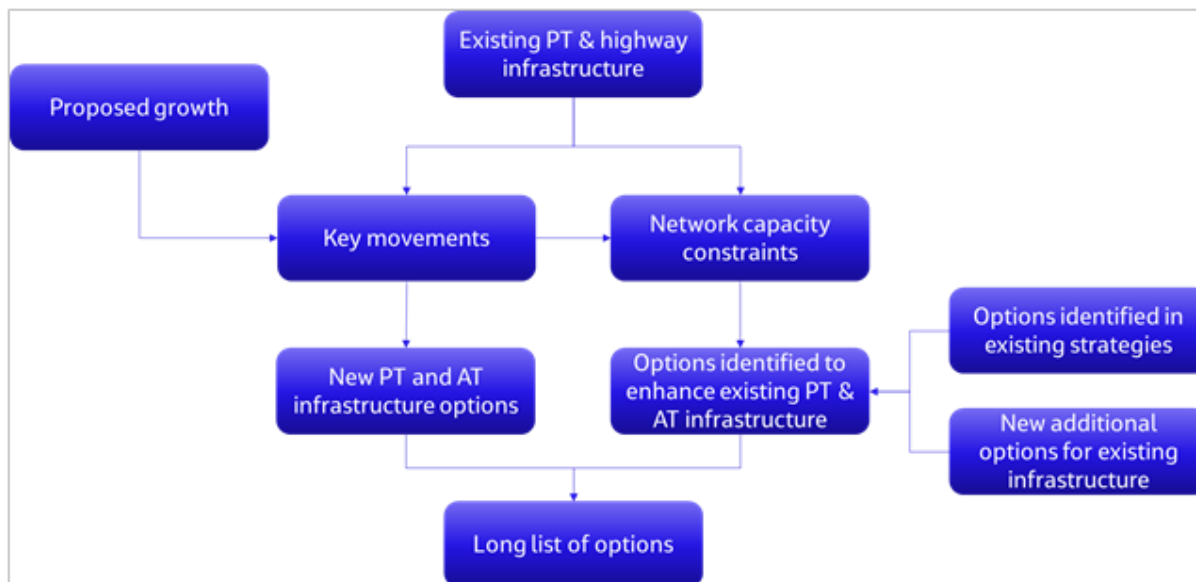 Existing PT & highway
infrastructure
Proposed growth
Key movements
Network capacity
constraints
Options identified in
existing strategies
New PT and AT
infrastructure options
Options identified to
enhance existing PT &
AT infrastructure
New additional
options for existing
infrastructure
Long list of options